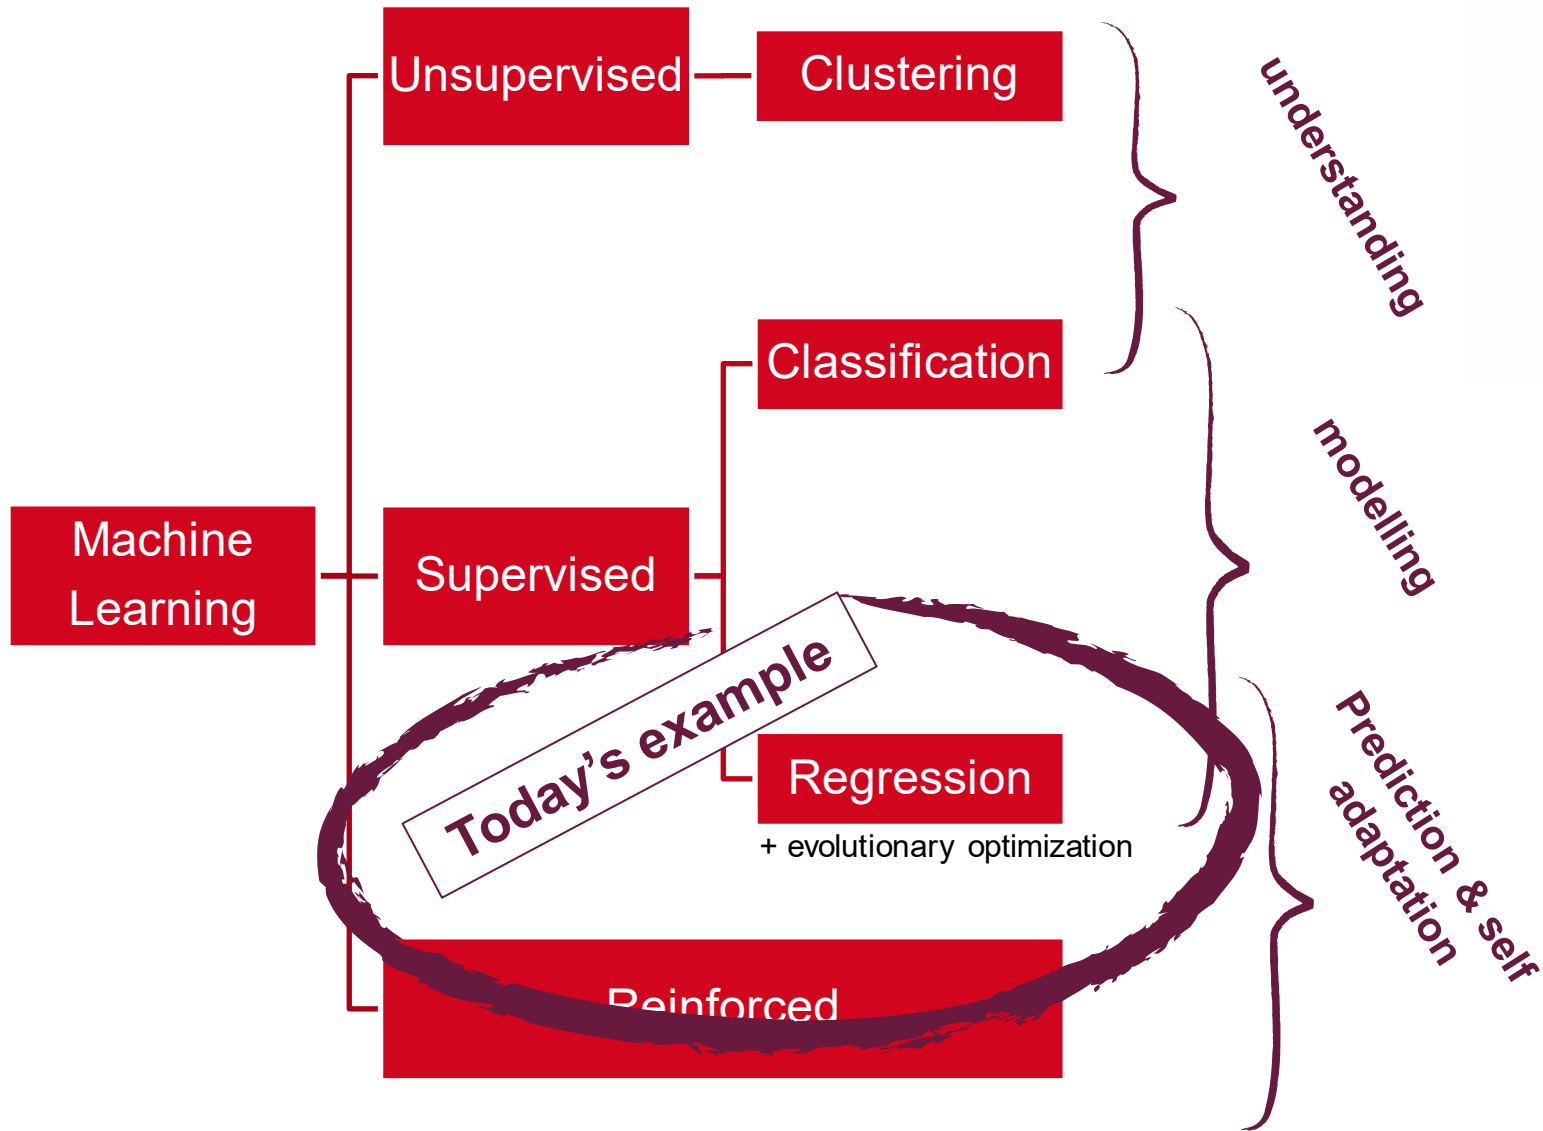 Unsupervised
Clustering
understanding
Classification
modelling
Machine
Learning
Supervised
Today's example
Regression
+ evolutionary optimization
Prediction & self
adaptation
Reinforced